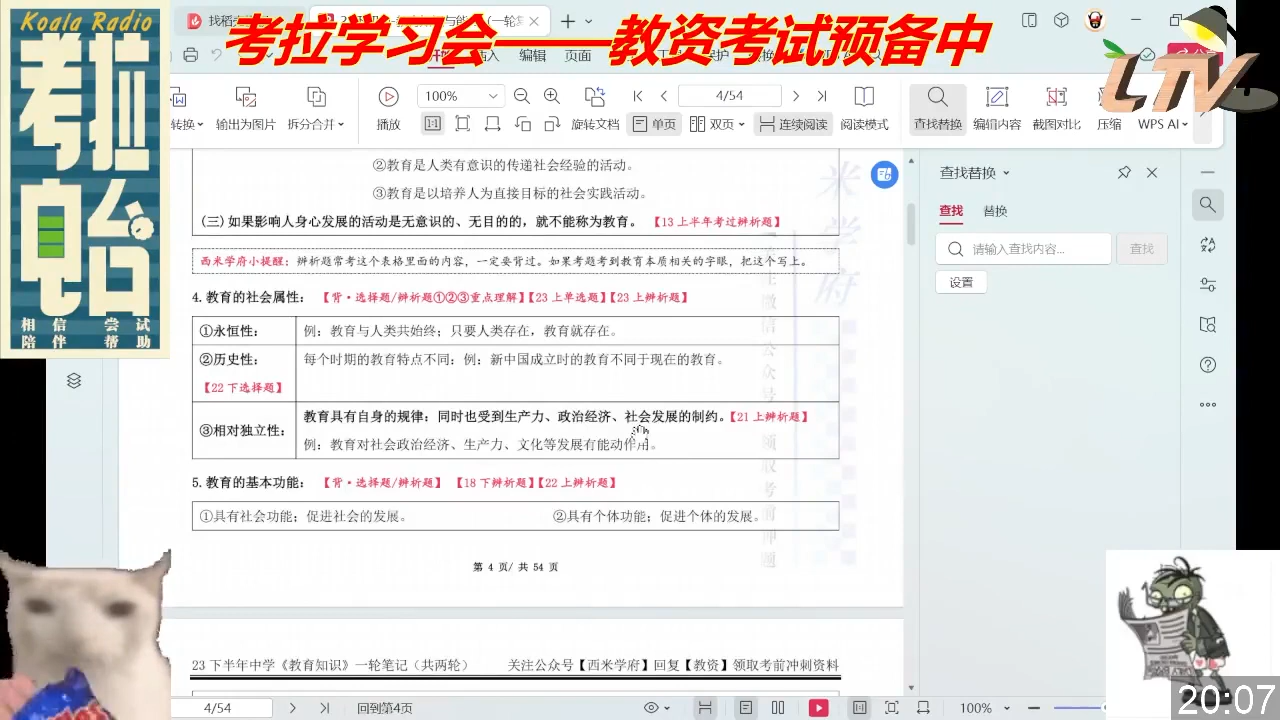 Koala Radio
考拉
电台
相信 尝试
陪伴 帮助
考拉学习会——教资考试预备中
LTV
找稻
编辑
页面
转换
输出为图片
拆分合并
播放
100%
旋转文档
4/54
单页
双页
连续阅读
阅读模式
查找替换
编辑内容
截图对比
压缩
WPS AI
②教育是人类有意识的传递社会经验的活动。
③教育是以培养人为直接目标的社会实践活动。
(三)如果影响人身心发展的活动是无意识的、无目的的，就不能称为教育。【13 上半年考过辨析题】
西米学府小提醒：辨析题常考这个表格里面的内容，一定要背过。如果考题考到教育本质相关的字眼，把这个写上。
4.教育的社会属性：【背·选择题/辨析题①②③重点理解】【23 上单选题】【23 上辨析题】
①永恒性： 例：教育与人类共始终；只要人类存在，教育就存在。
②历史性： 每个时期的教育特点不同：例：新中国成立时的教育不同于现在的教育。
【22 下选择题】
③相对独立性： 教育具有自身的规律：同时也受到生产力、政治经济、社会发展的制约。【21 上辨析题】
例：教育对社会政治经济、生产力、文化等发展有能动作用。
5.教育的基本功能：【背·选择题/辨析题】【18 下辨析题】【22 上辨析题】
①具有社会功能；促进社会的发展。 ②具有个体功能；促进个体的发展。
第 4 页/ 共 54 页
23 下半年中学《教育知识》一轮笔记（共两轮 关注公众号【西米学府】回复【教资】领取考前冲刺资料
查找替换
查找 替换
请输入查找内容... 查找
设置
4/54
回到第4页
100%
20:07